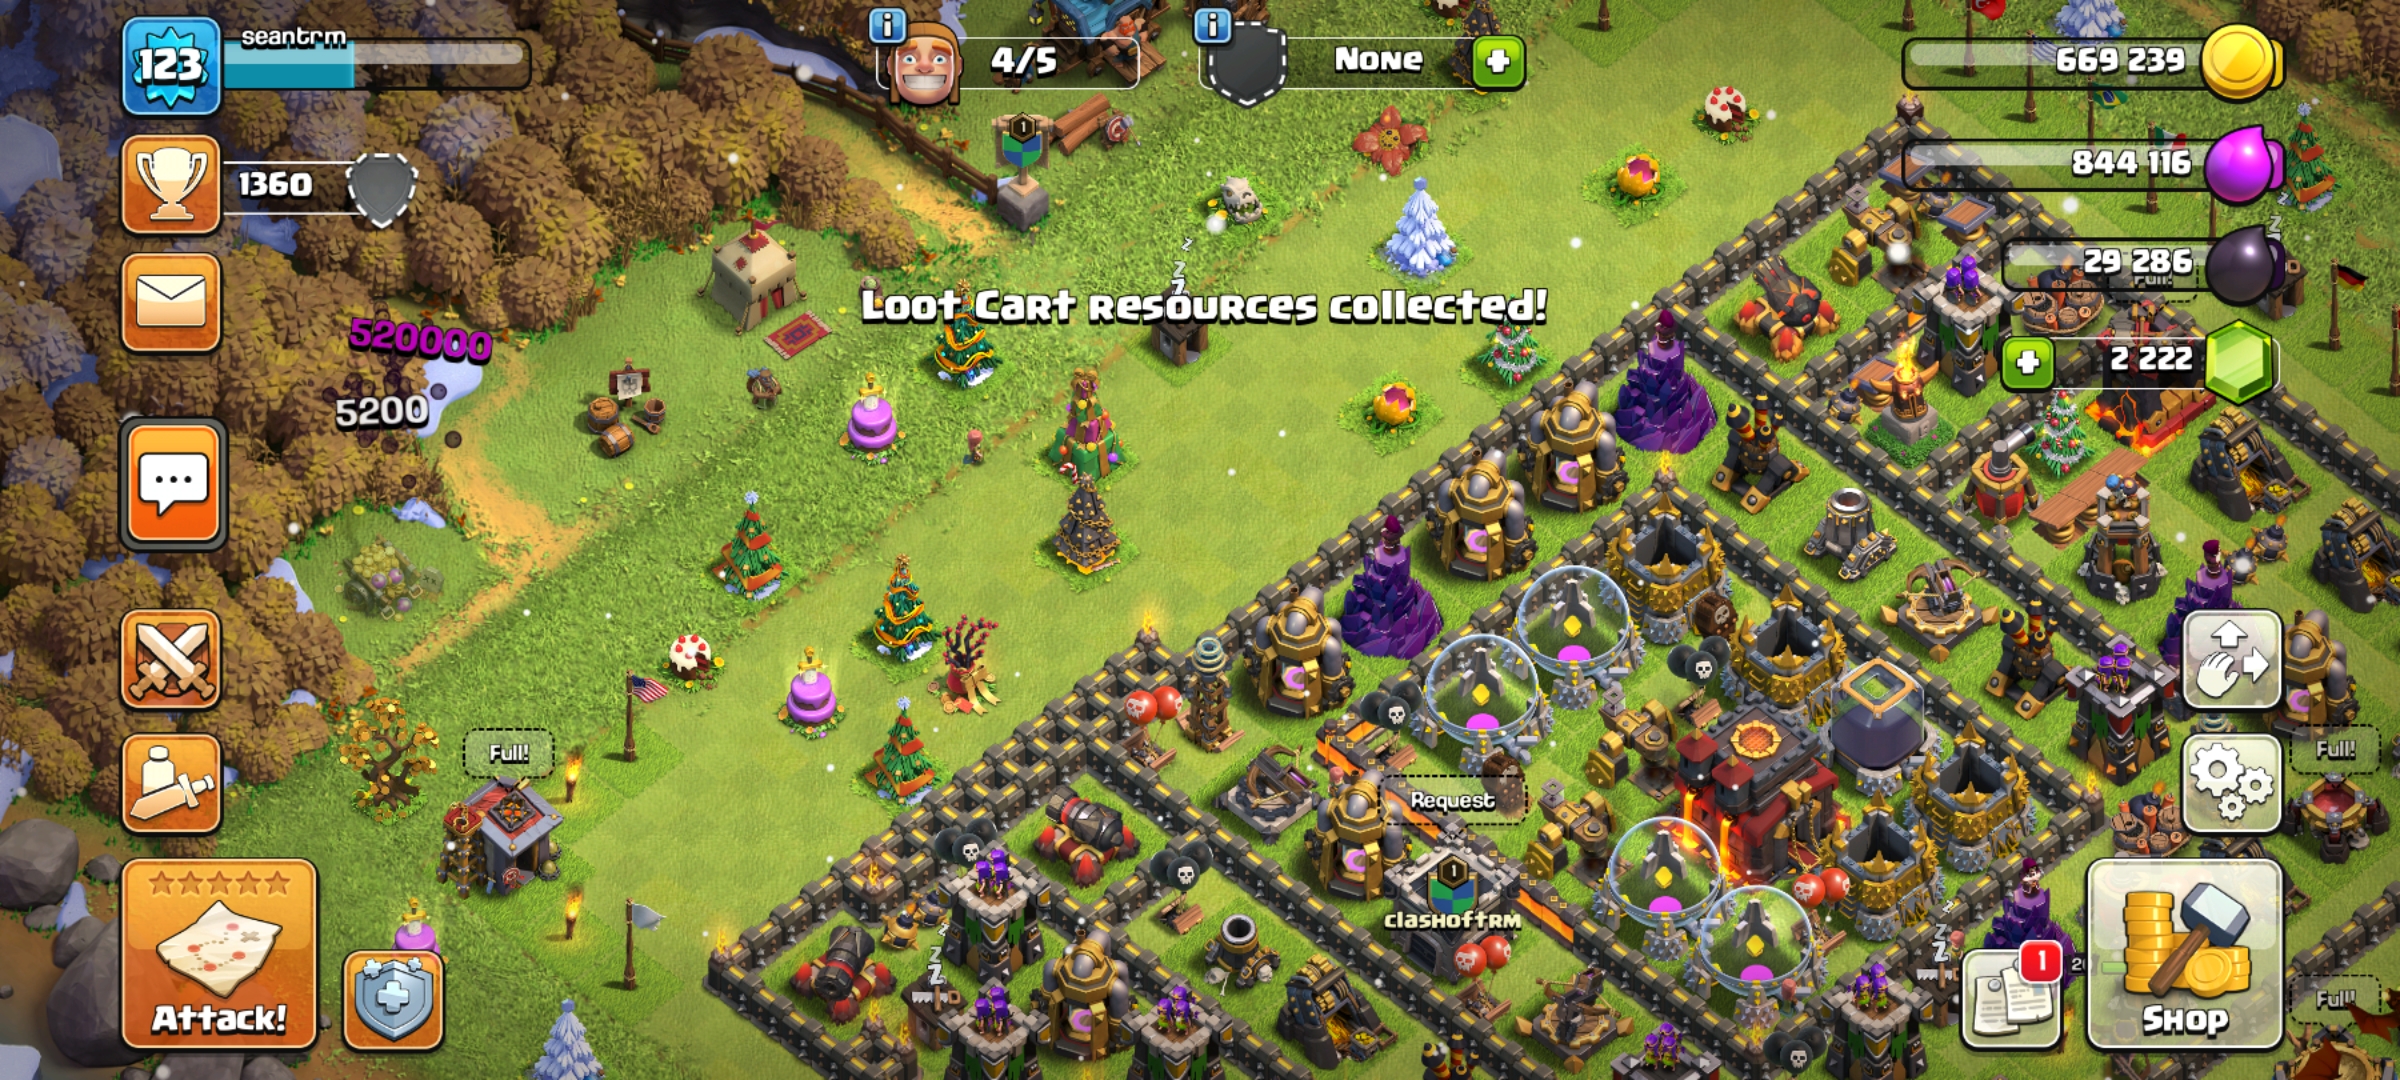 123
seantrm
4/5
None
669 239
1360
844 116
29 286
Full!
Loot Cart resources collected!
520000
5200
2 222
Full!
Full!
Request
clashoftrm
1
Full!
Attack!
Shop